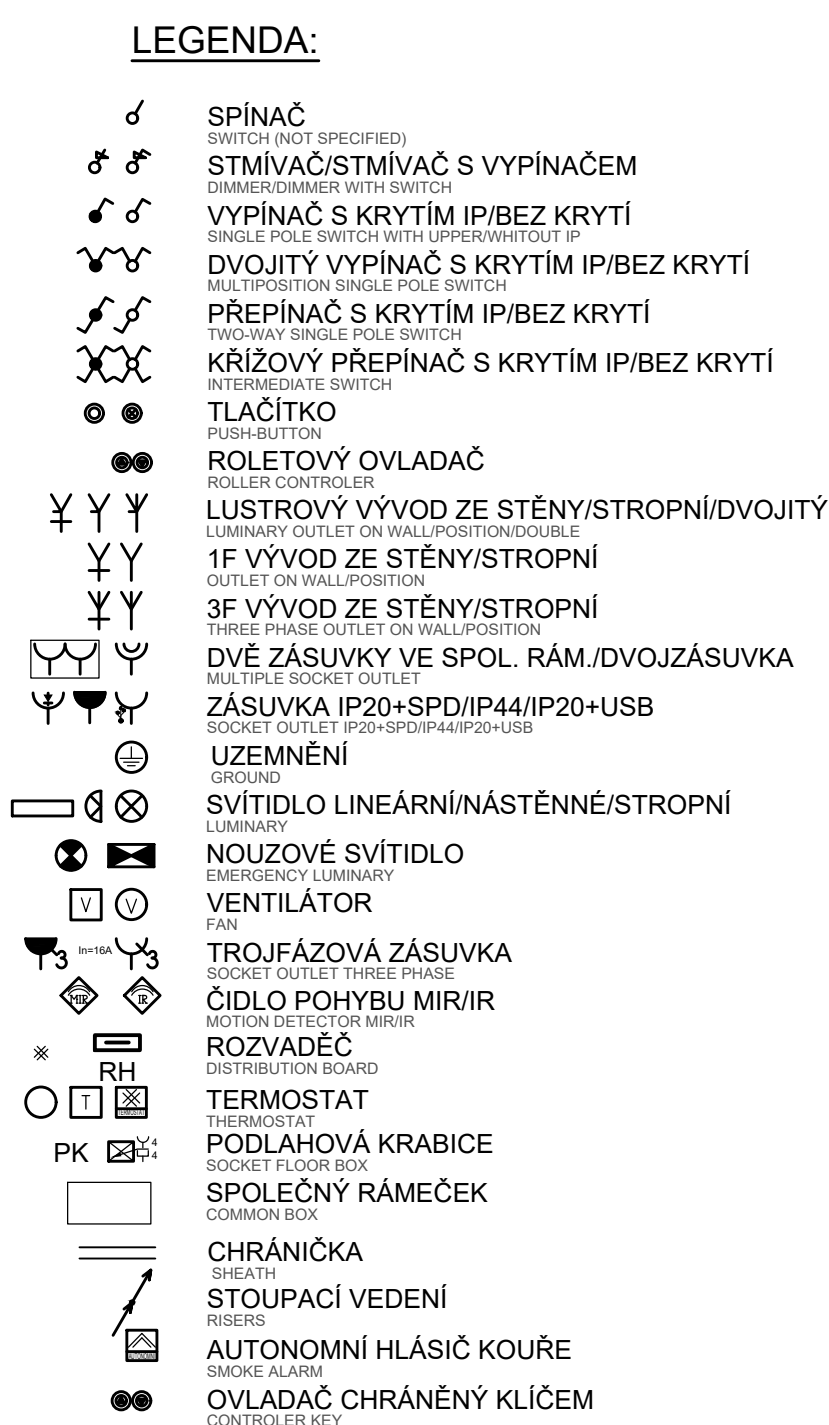 LEGENDA:
SPÍNAČ
SWITCH (NOT SPECIFIED)
STMÍVAČ/STMÍVAČ S VYPÍNAČEM
DIMMER/DIMMER WITH SWITCH
VYPÍNAČ S KRYTÍM IP/BEZ KRYTÍ
SINGLE POLE SWITCH WITH UPPER/WHITOUT IP
DVOJITÝ VYPÍNAČ S KRYTÍM IP/BEZ KRYTÍ
MULTIPOSITION SINGLE POLE SWITCH
PŘEPÍNAČ S KRYTÍM IP/BEZ KRYTÍ
TWO-WAY SINGLE POLE SWITCH
KŘÍŽOVÝ PŘEPÍNAČ S KRYTÍM IP/BEZ KRYTÍ
INTERMEDIATE SWITCH
TLAČÍTKO
PUSH-BUTTON
ROLETOVÝ OVLADAČ
ROLLER CONTROLER
LUSTROVÝ VÝVOD ZE STĚNY/STROPNÍ/DVOJITÝ
LUMINARY OUTLET ON WALL/POSITION/DOUBLE
1F VÝVOD ZE STĚNY/STROPNÍ
OUTLET ON WALL/POSITION
3F VÝVOD ZE STĚNY/STROPNÍ
THREE PHASE OUTLET ON WALL/POSITION
DVĚ ZÁSUVKY VE SPOL. RÁM./DVOJZÁSUVKA
MULTIPLE SOCKET OUTLET
ZÁSUVKA IP20+SPD/IP44/IP20+USB
SOCKET OUTLET IP20+SPD/IP44/IP20+USB
UZEMNĚNÍ
GROUND
SVÍTIDLO LINEÁRNÍ/NÁSTĚNNÉ/STROPNÍ
LUMINARY
NOUZOVÉ SVÍTIDLO
EMERGENCY LUMINARY
V V VENTILÁTOR
FAN
3 In=16A 3 TROJFÁZOVÁ ZÁSUVKA
SOCKET OUTLET THREE PHASE
MIR IR ČIDLO POHYBU MIR/IR
MOTION DETECTOR MIR/IR
ROZVADĚČ
RH DISTRIBUTION BOARD
T TERMOSTAT TERMOSTAT
THERMOSTAT
PK 4 4 PODLAHOVÁ KRABICE
SOCKET FLOOR BOX
SPOLEČNÝ RÁMEČEK
COMMON BOX
CHRÁNIČKA
SHEATH
STOUPACÍ VEDENÍ
RISERS
AUTONOMNÍ AUTONOMNÍ HLÁSIČ KOUŘE
SMOKE ALARM
OVLADAČ CHRÁNĚNÝ KLÍČEM
CONTROLER KEY